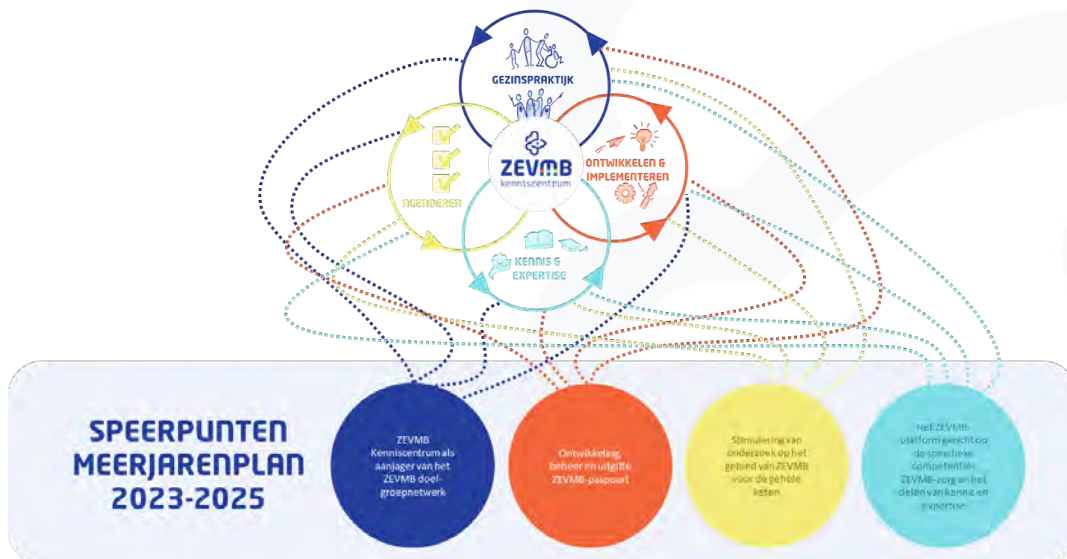 GEZINSPRAKTIJK
ZEVMB
kenniscentrum
ONTWIKKELEN &
IMPLEMENTEREN
AGENDEREN
KENNIS &
EXPERTISE
SPEERPUNTEN
MEERJARENPLAN
2023-2025
ZEVMB
Kenniscentrum als
aanjager van het
ZEVMB doel-
groepnetwerk
Ontwikkeling,
beheer en uitgifte
ZEVMB-paspoort
Stimulering van
onderzoek op het
gebied van ZEVMB
voor de gehele
keten
Het ZEVMB-
platform gericht op
de specifieke
competenties
ZEVMB-zorg en het
delen van kennis en
expertise